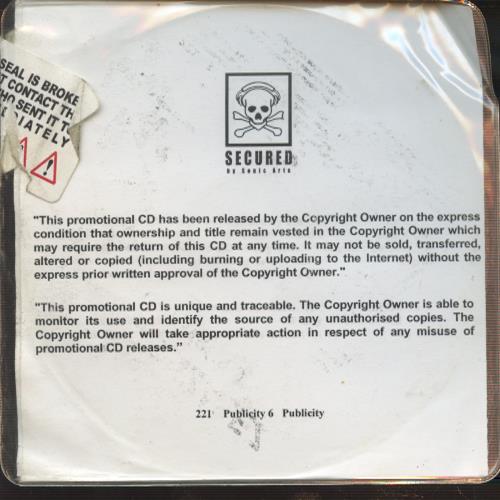 SEAL IS BROKE
T CONTACT TH
HO SENT IT T
DIATELY
SECURED
by Sonic Arts
"This promotional CD has been released by the Copyright Owner on the express
condition that ownership and title remain vested in the Copyright Owner which
may require the return of this CD at any time. It may not be sold, transferred,
altered or copied (including burning or uploading to the Internet) without the
express prior written approval of the Copyright Owner."
"This promotional CD is unique and traceable. The Copyright Owner is able to
monitor its use and identify the source of any unauthorised copies. The
Copyright Owner will take appropriate action in respect of any misuse of
promotional CD releases."
221 Publicity 6 Publicity